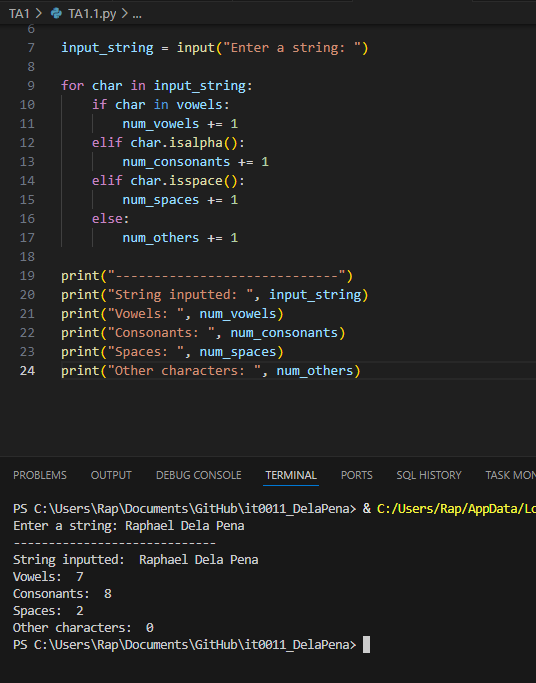 TA1 > TA1.1.py > ...
6
7 input_string = input("Enter a string: ")
8
9 for char in input_string:
10     if char in vowels:
11         num_vowels += 1
12     elif char.isalpha():
13         num_consonants += 1
14     elif char.isspace():
15         num_spaces += 1
16     else:
17         num_others += 1
18
19 print("-----------------------------")
20 print("String inputted: ", input_string)
21 print("Vowels: ", num_vowels)
22 print("Consonants: ", num_consonants)
23 print("Spaces: ", num_spaces)
24 print("Other characters: ", num_others)
PROBLEMS OUTPUT DEBUG CONSOLE TERMINAL PORTS SQL HISTORY TASK MON
PS C:\Users\Rap\Documents\GitHub\it0011_DelaPena> & C:/Users/Rap/AppData/Lo
Enter a string: Raphael Dela Pena
-----------------------------
String inputted:  Raphael Dela Pena
Vowels:  7
Consonants:  8
Spaces:  2
Other characters:  0
PS C:\Users\Rap\Documents\GitHub\it0011_DelaPena>